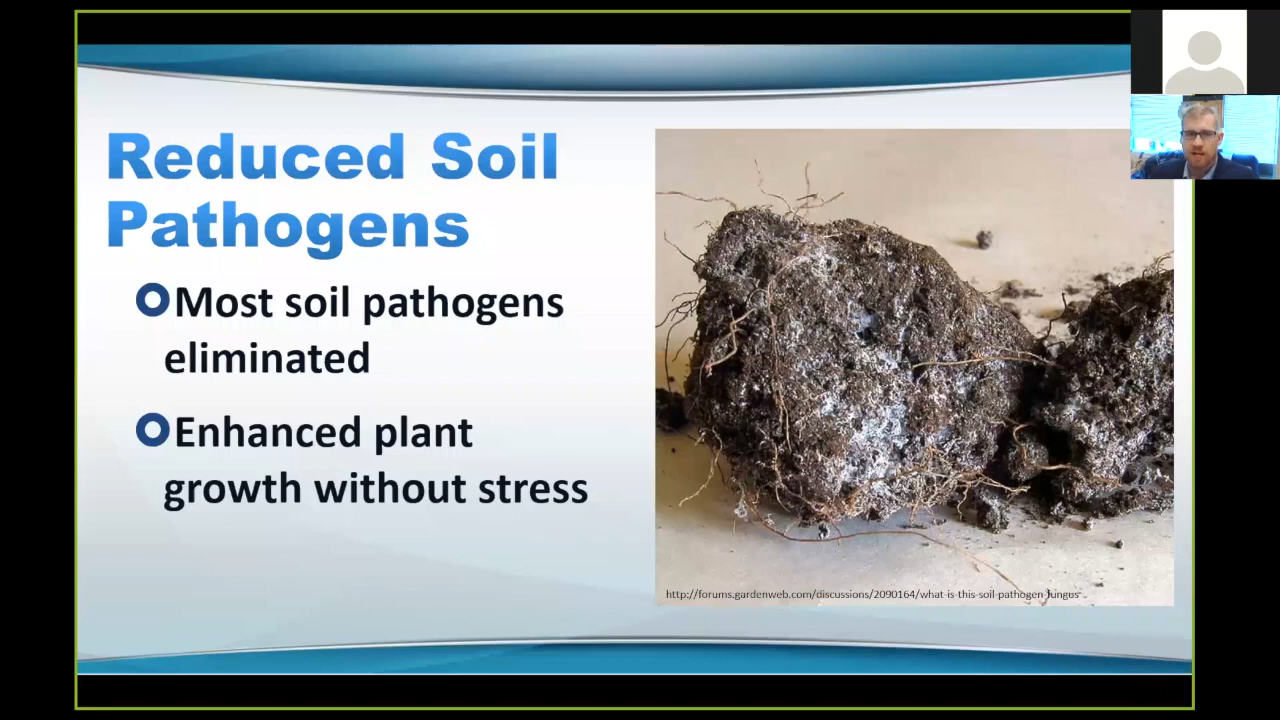 Reduced Soil
Pathogens
Most soil pathogens
eliminated
Enhanced plant
growth without stress
http://forums.gardenweb.com/discussions/2090164/what-is-this-soil-pathogen-fungus